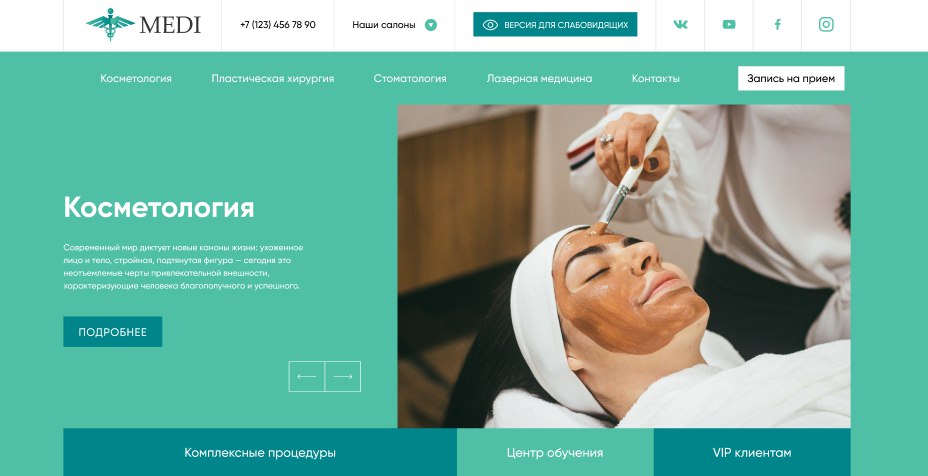 MEDI
+7 (123) 456 78 90
Наши салоны
ВЕРСИЯ ДЛЯ СЛАБОВИДЯЩИХ
Косметология
Пластическая хирургия
Стоматология
Лазерная медицина
Контакты
Запись на прием
Косметология
Современный мир диктует новые каноны жизни: ухоженное
лицо и тело, стройная, подтянутая фигура — сегодня это
неотъемлемые черты привлекательной внешности,
характеризующие человека благополучного и успешного.
ПОДРОБНЕЕ
Комплексные процедуры
Центр обучения
VIP клиентам